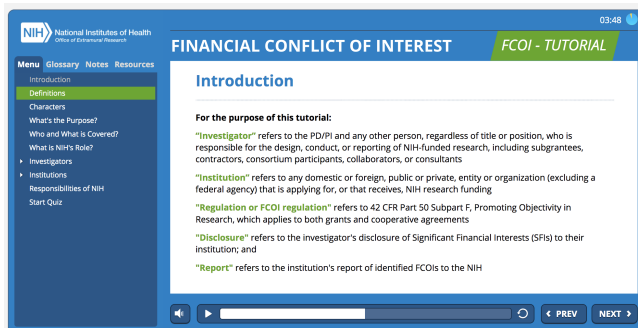 03:48
NIH National Institutes of Health
Office of Extramural Research
FINANCIAL CONFLICT OF INTEREST
FCOI - TUTORIAL
Menu Glossary Notes Resources
Introduction
Definitions
Characters
What's the Purpose?
Who and What is Covered?
What is NIH's Role?
Investigators
Institutions
Responsibilities of NIH
Start Quiz
Introduction
For the purpose of this tutorial:
"Investigator" refers to the PD/PI and any other person, regardless of title or position, who is
responsible for the design, conduct, or reporting of NIH-funded research, including subgrantees,
contractors, consortium participants, collaborators, or consultants
"Institution" refers to any domestic or foreign, public or private, entity or organization (excluding a
federal agency) that is applying for, or that receives, NIH research funding
"Regulation or FCOI regulation" refers to 42 CFR Part 50 Subpart F, Promoting Objectivity in
Research, which applies to both grants and cooperative agreements
"Disclosure" refers to the investigator's disclosure of Significant Financial Interests (SFIs) to their
institution; and
"Report" refers to the institution's report of identified FCOIs to the NIH
PREV
NEXT